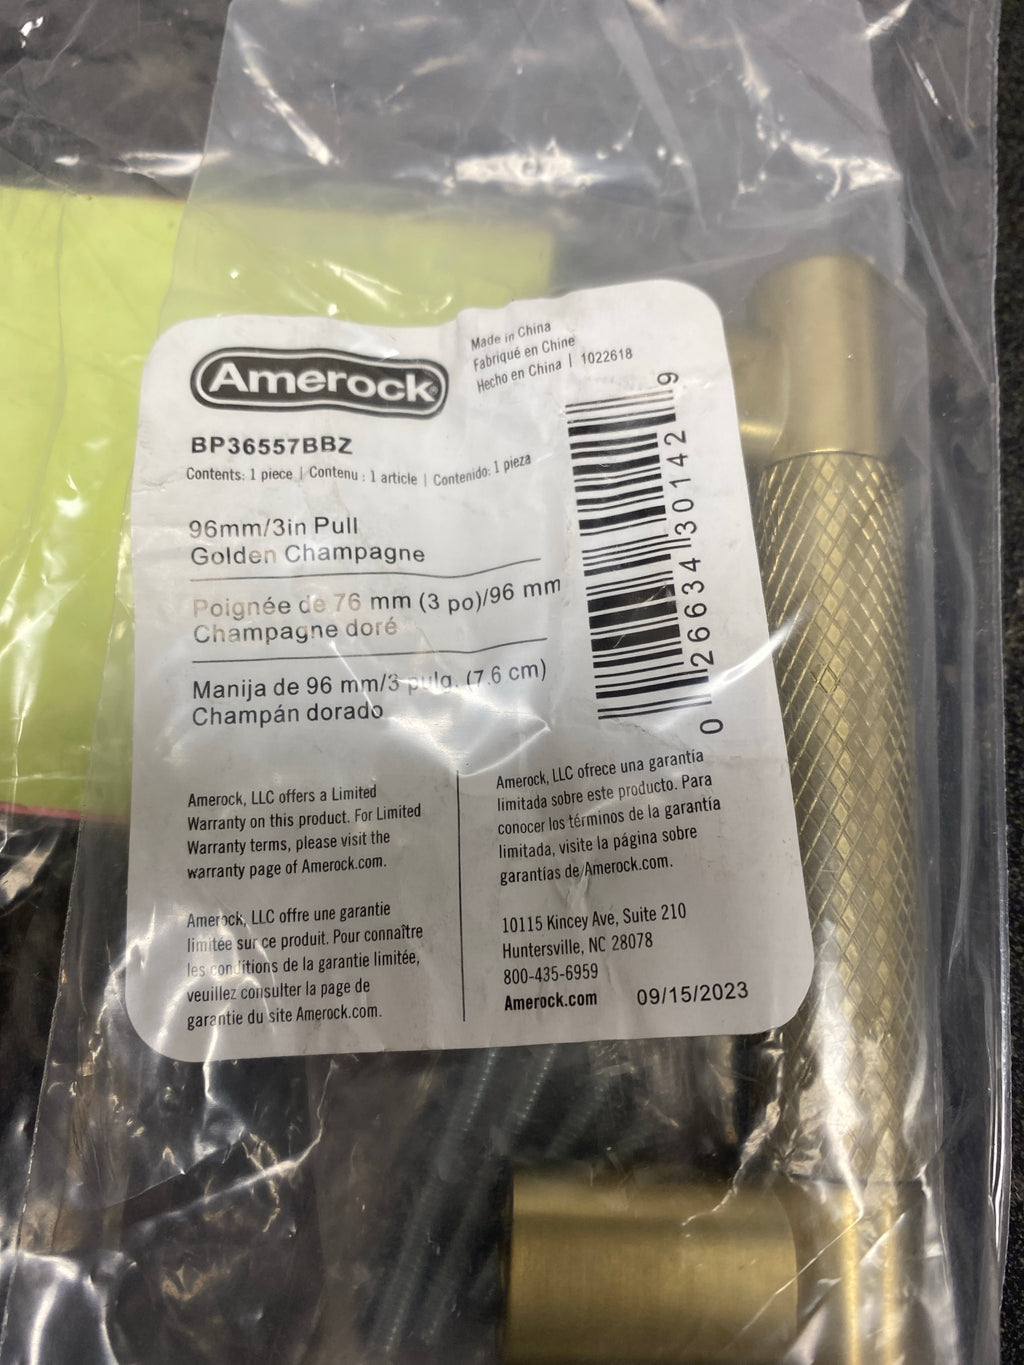 Amerock
BP36557BBZ
Contents: 1 piece | Contenu : 1 article | Contenido: 1 pieza
Made in China
Fabriqué en Chine
Hecho en China | 1022618
96mm/3in Pull
Golden Champagne
Poignée de 76 mm (3 po)/96 mm
Champagne doré
Manija de 96 mm/3 pulg. (7.6 cm)
Champán dorado
0 26634 30142 9
Amerock, LLC offers a Limited
Warranty on this product. For Limited
Warranty terms, please visit the
warranty page of Amerock.com.
Amerock, LLC offre une garantie
limitée sur ce produit. Pour connaître
les conditions de la garantie limitée,
veuillez consulter la page de
garantie du site Amerock.com.
Amerock, LLC ofrece una garantía
limitada sobre este producto. Para
conocer los términos de la garantía
limitada, visite la página sobre
garantías de Amerock.com.
10115 Kincey Ave, Suite 210
Huntersville, NC 28078
800-435-6959
Amerock.com 09/15/2023